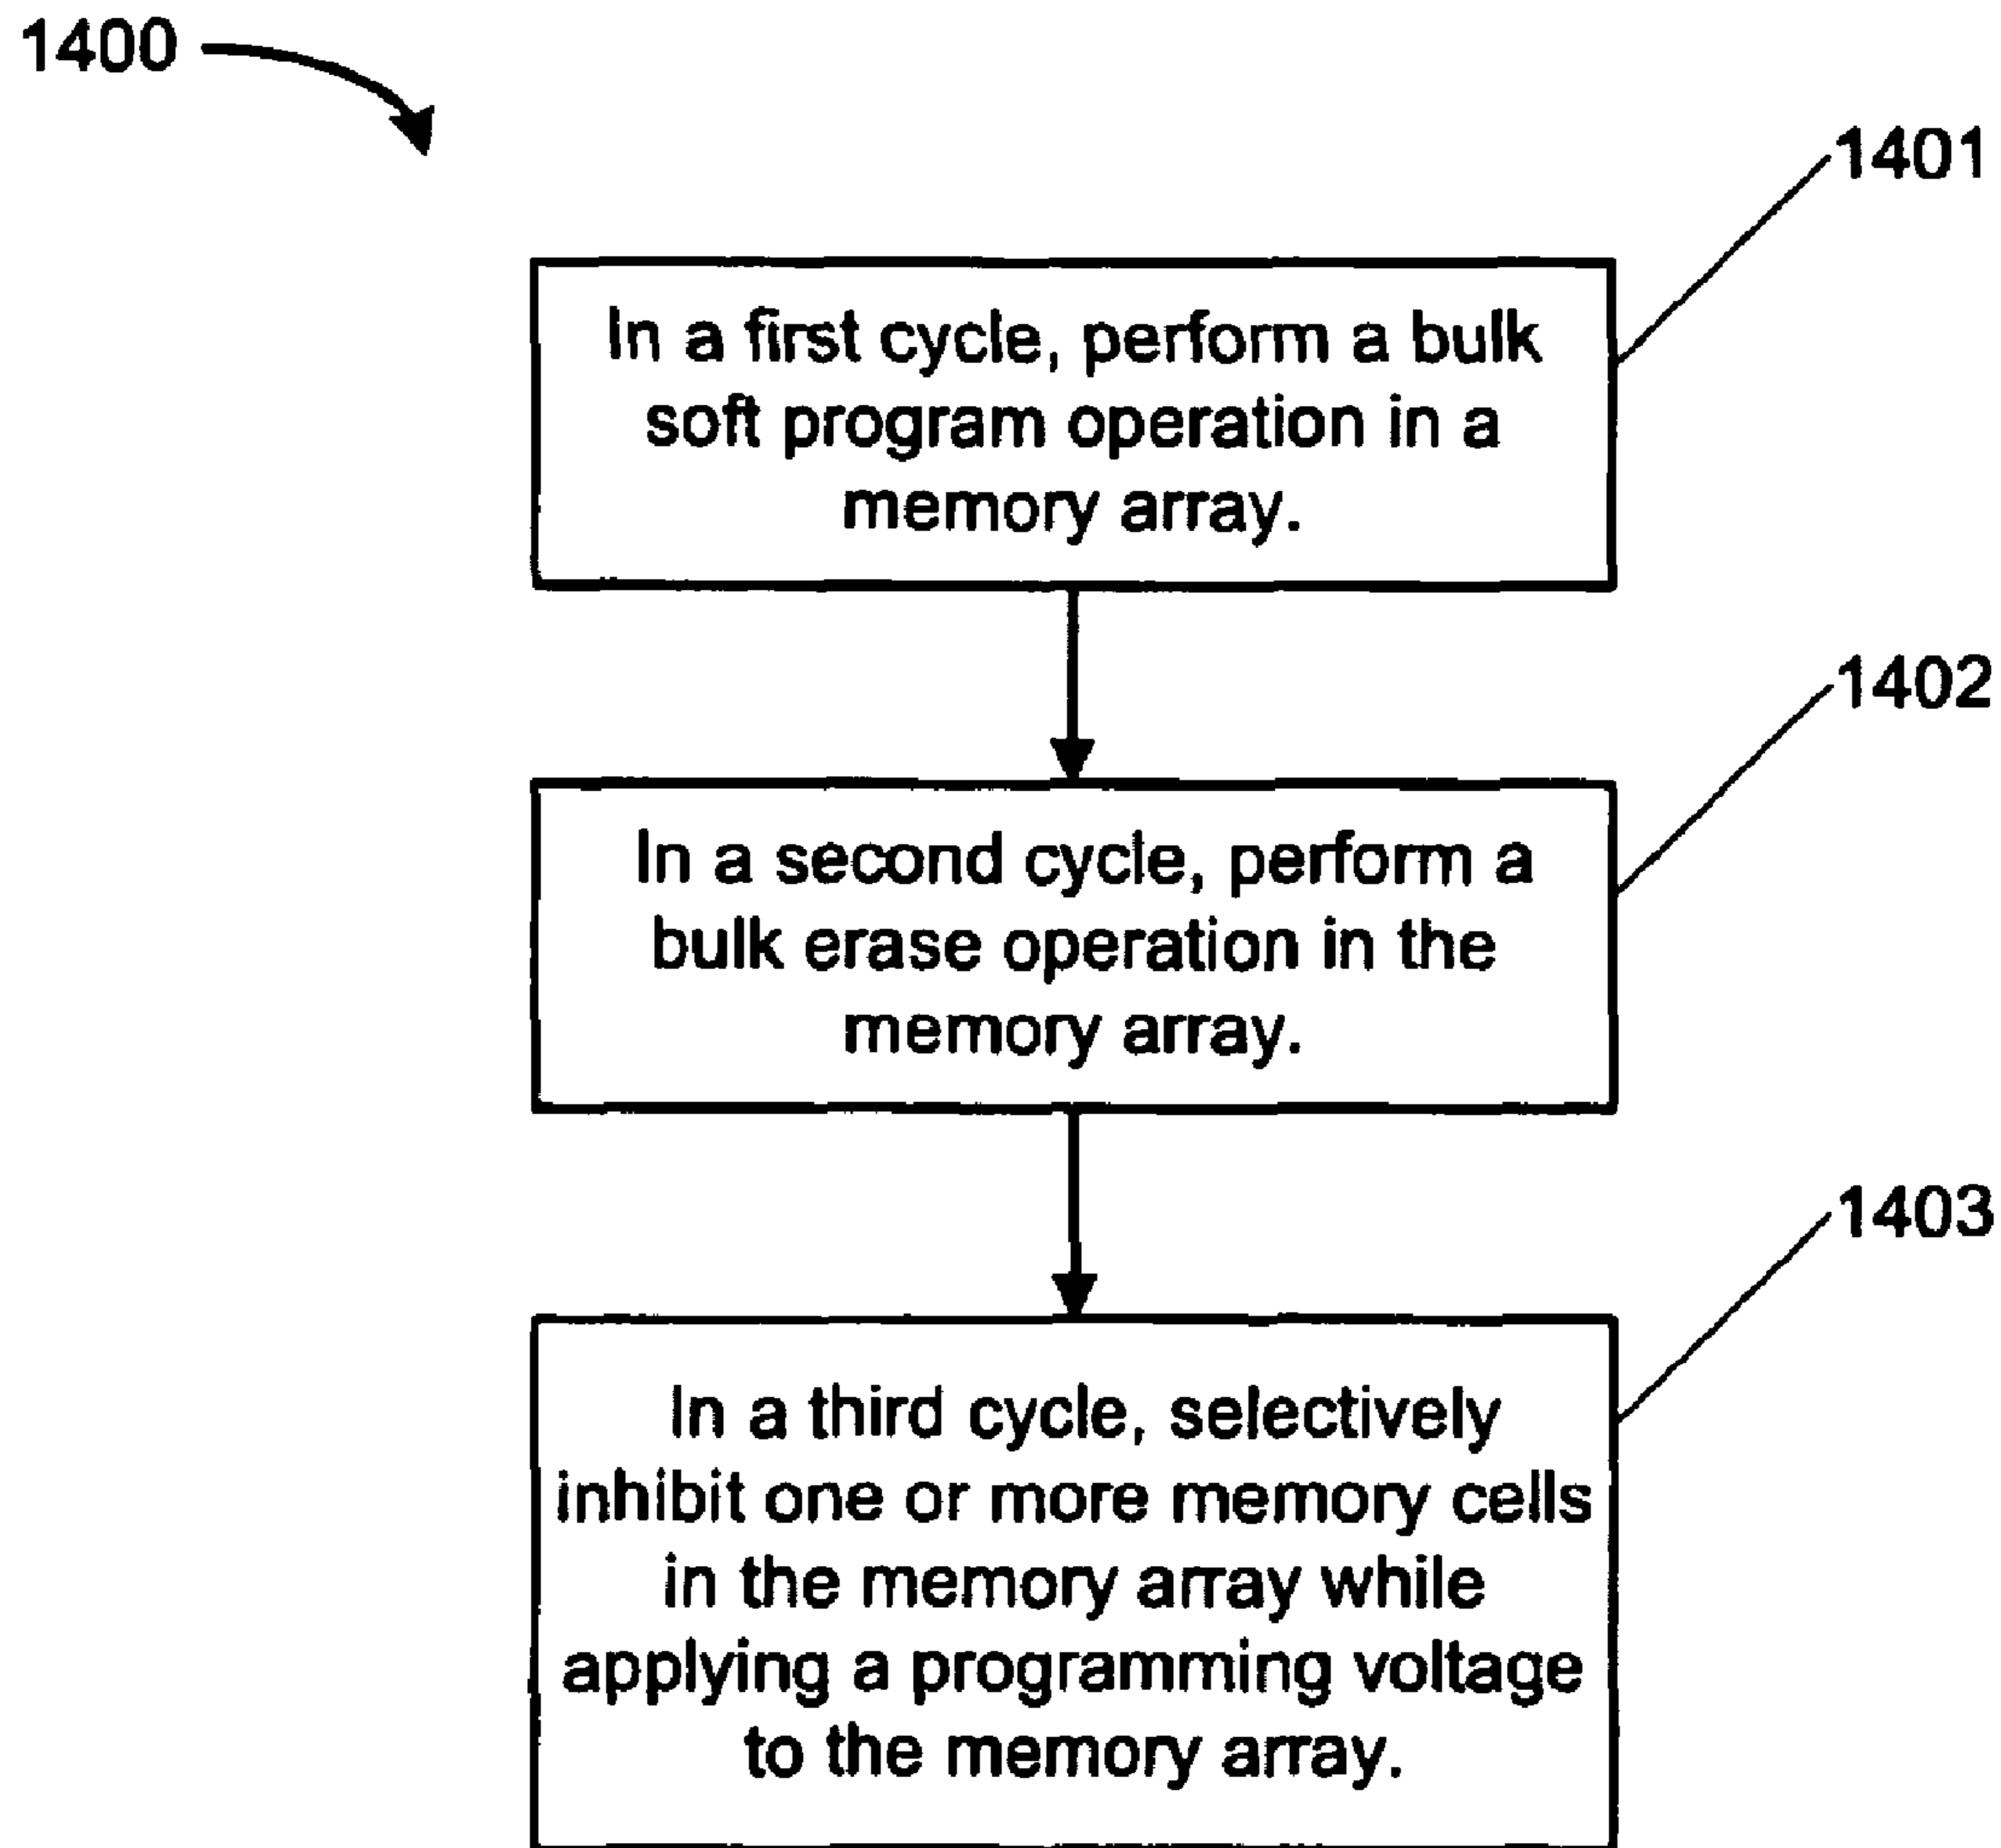 1400
1401
In a first cycle, perform a bulk
soft program operation in a
memory array.
1402
In a second cycle, perform a
bulk erase operation in the
memory array.
1403
In a third cycle, selectively
inhibit one or more memory cells
in the memory array while
applying a programming voltage
to the memory array.